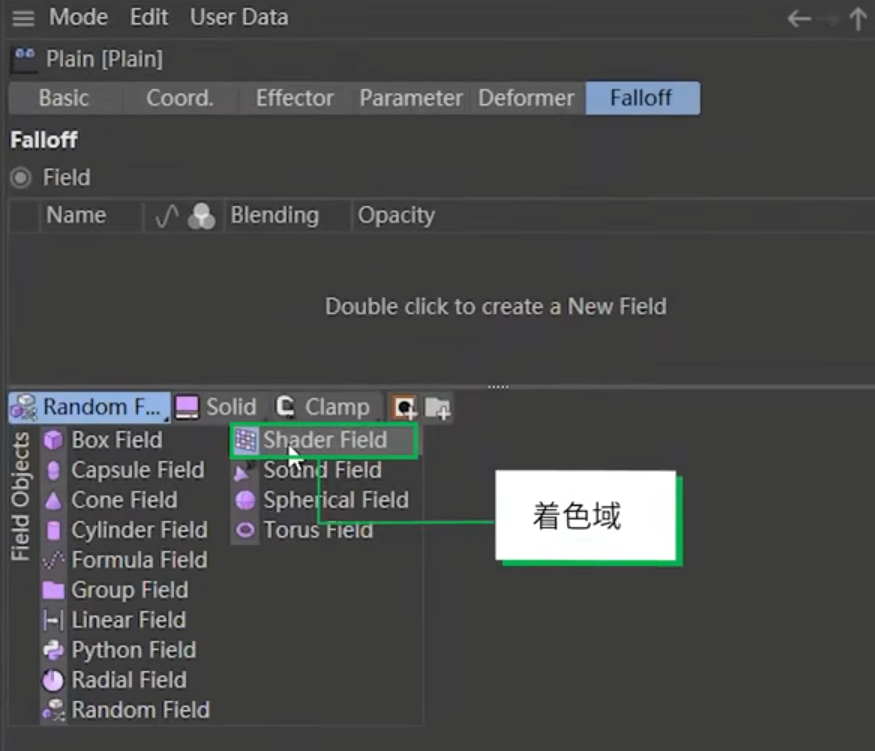 Mode Edit User Data
Plain [Plain]
Basic Coord. Effector Parameter Deformer Falloff
Falloff
Field
Name Blending Opacity
Double click to create a New Field
Random F... Solid Clamp
Field Objects
Box Field Shader Field
Capsule Field Sound Field
Cone Field Spherical Field
Cylinder Field Torus Field
着色域
Formula Field
Group Field
Linear Field
Python Field
Radial Field
Random Field